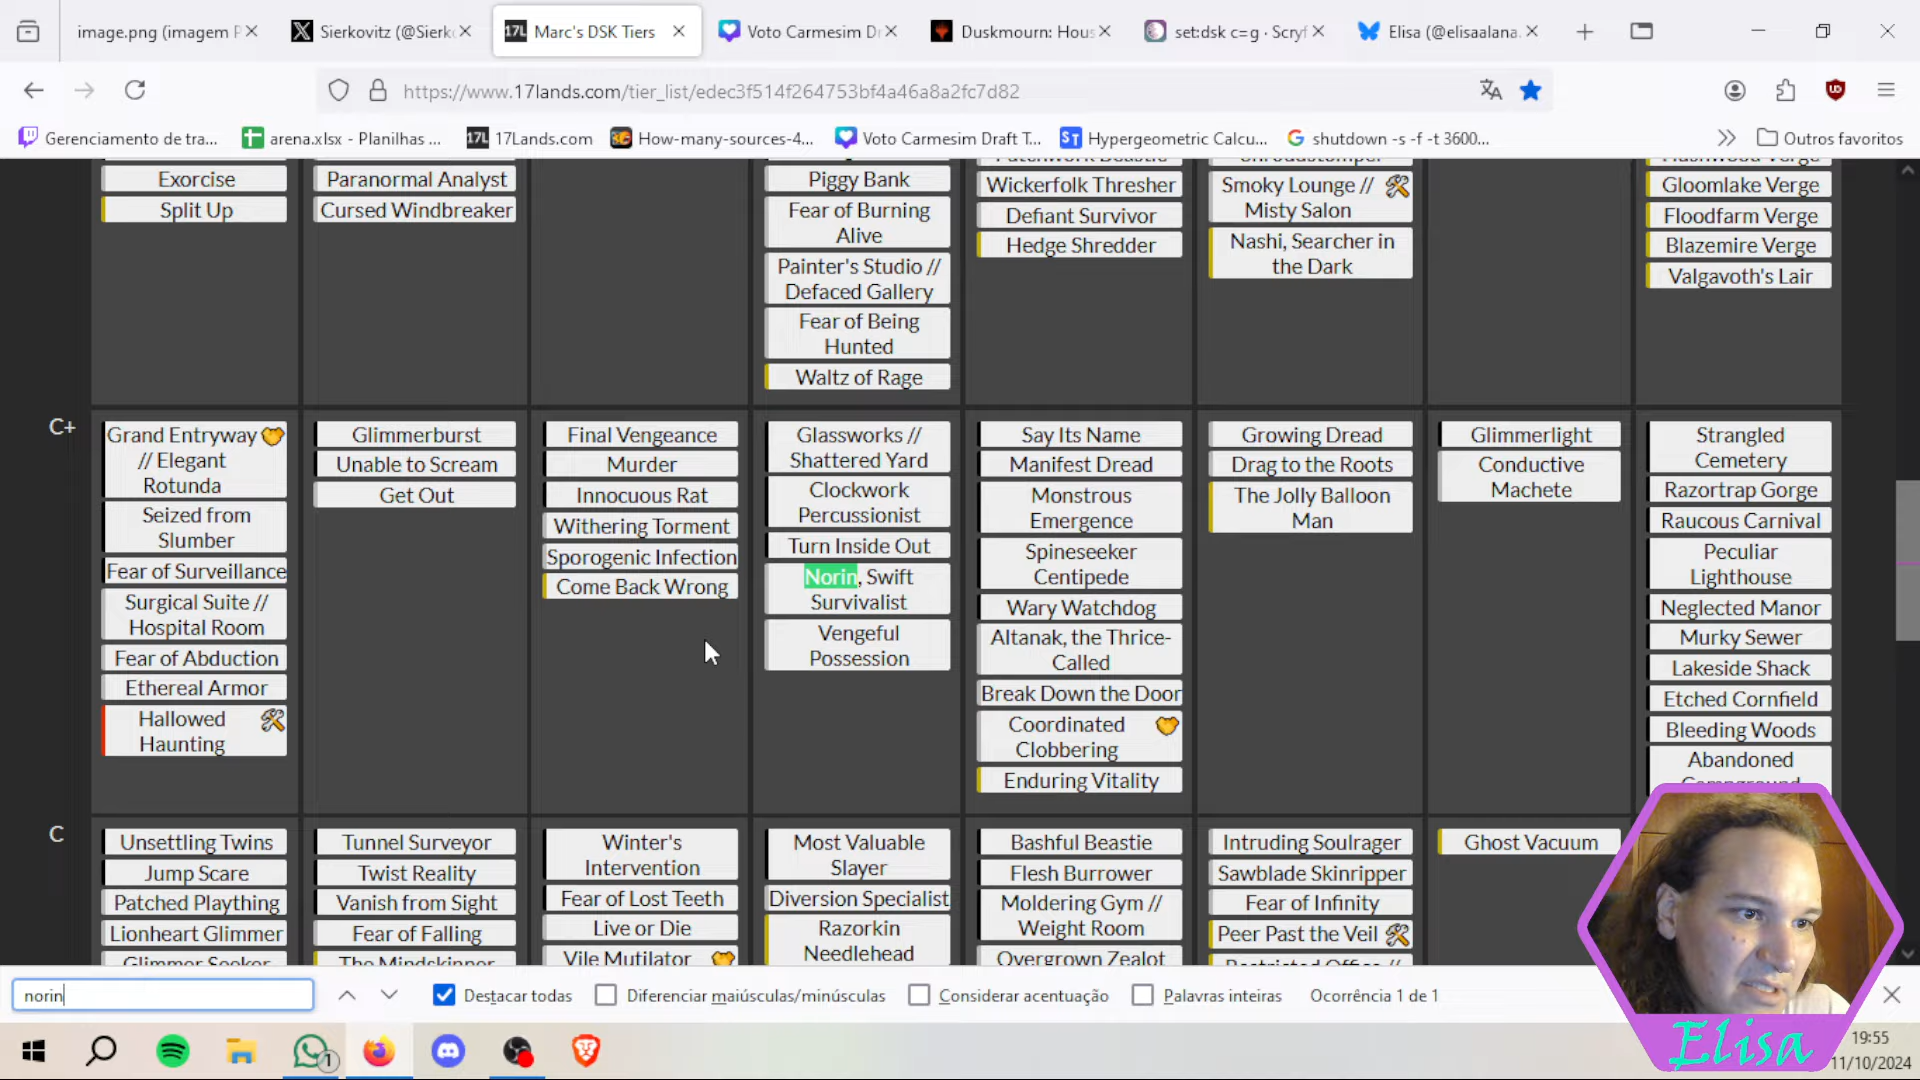 image.png (imagem P
Sierkovitz (@Sierk
17L Marc's DSK Tiers
Voto Carmesim D
Duskmourn: Hous
set:dsk c=g · Scryf
Elisa (@elisaalana.
https://www.17lands.com/tier_list/edec3f514f264753bf4a46a8a2fc7d82
Gerenciamento de tra...
arena.xlsx - Planilhas ...
17L 17Lands.com
How-many-sources-4...
Voto Carmesim Draft T...
ST Hypergeometric Calcu...
shutdown -s -f -t 3600...
Outros favoritos
Exorcise
Split Up
Paranormal Analyst
Cursed Windbreaker
Piggy Bank
Fear of Burning
Alive
Painter's Studio //
Defaced Gallery
Fear of Being
Hunted
Waltz of Rage
Wickerfolk Thresher
Defiant Survivor
Hedge Shredder
Smoky Lounge //
Misty Salon
Nashi, Searcher in
the Dark
Gloomlake Verge
Floodfarm Verge
Blazemire Verge
Valgavoth's Lair
C+
Grand Entryway
// Elegant
Rotunda
Seized from
Slumber
Fear of Surveillance
Surgical Suite //
Hospital Room
Fear of Abduction
Ethereal Armor
Hallowed
Haunting
Glimmerburst
Unable to Scream
Get Out
Final Vengeance
Murder
Innocuous Rat
Withering Torment
Sporogenic Infection
Come Back Wrong
Glassworks //
Shattered Yard
Clockwork
Percussionist
Turn Inside Out
Norin, Swift
Survivalist
Vengeful
Possession
Say Its Name
Manifest Dread
Monstrous
Emergence
Spineseeker
Centipede
Wary Watchdog
Altanak, the Thrice-
Called
Break Down the Door
Coordinated
Clobbering
Enduring Vitality
Growing Dread
Drag to the Roots
The Jolly Balloon
Man
Glimmerlight
Conductive
Machete
Strangled
Cemetery
Razortrap Gorge
Raucous Carnival
Peculiar
Lighthouse
Neglected Manor
Murky Sewer
Lakeside Shack
Etched Cornfield
Bleeding Woods
Abandoned
C
Unsettling Twins
Jump Scare
Patched Plaything
Lionheart Glimmer
Glimmer Seeker
Tunnel Surveyor
Twist Reality
Vanish from Sight
Fear of Falling
The Mindskinner
Winter's
Intervention
Fear of Lost Teeth
Live or Die
Vile Mutilator
Most Valuable
Slayer
Diversion Specialist
Razorkin
Needlehead
Bashful Beastie
Flesh Burrower
Moldering Gym //
Weight Room
Overgrown Zealot
Intruding Soulrager
Sawblade Skinripper
Fear of Infinity
Peer Past the Veil
Ghost Vacuum
norin
Destacar todas
Diferenciar maiúsculas/minúsculas
Considerar acentuação
Palavras inteiras
Ocorrência 1 de 1
Elisa
1
19:55
11/10/2024